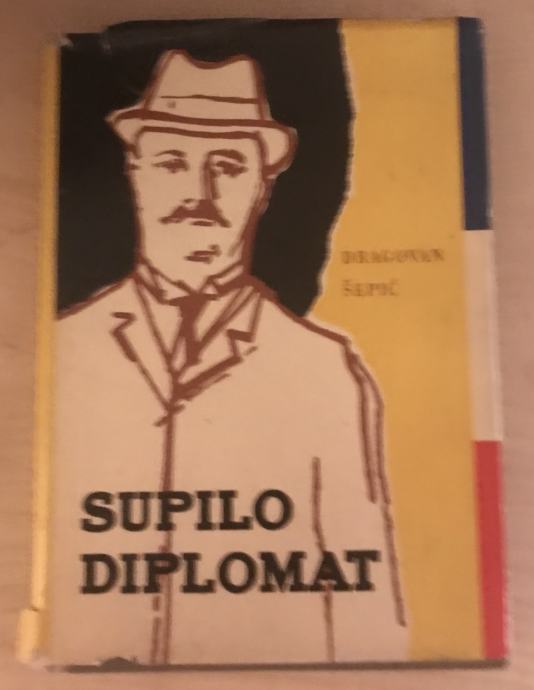 DRAGOVAN
ŠEPIĆ
SUPILO
DIPLOMAT